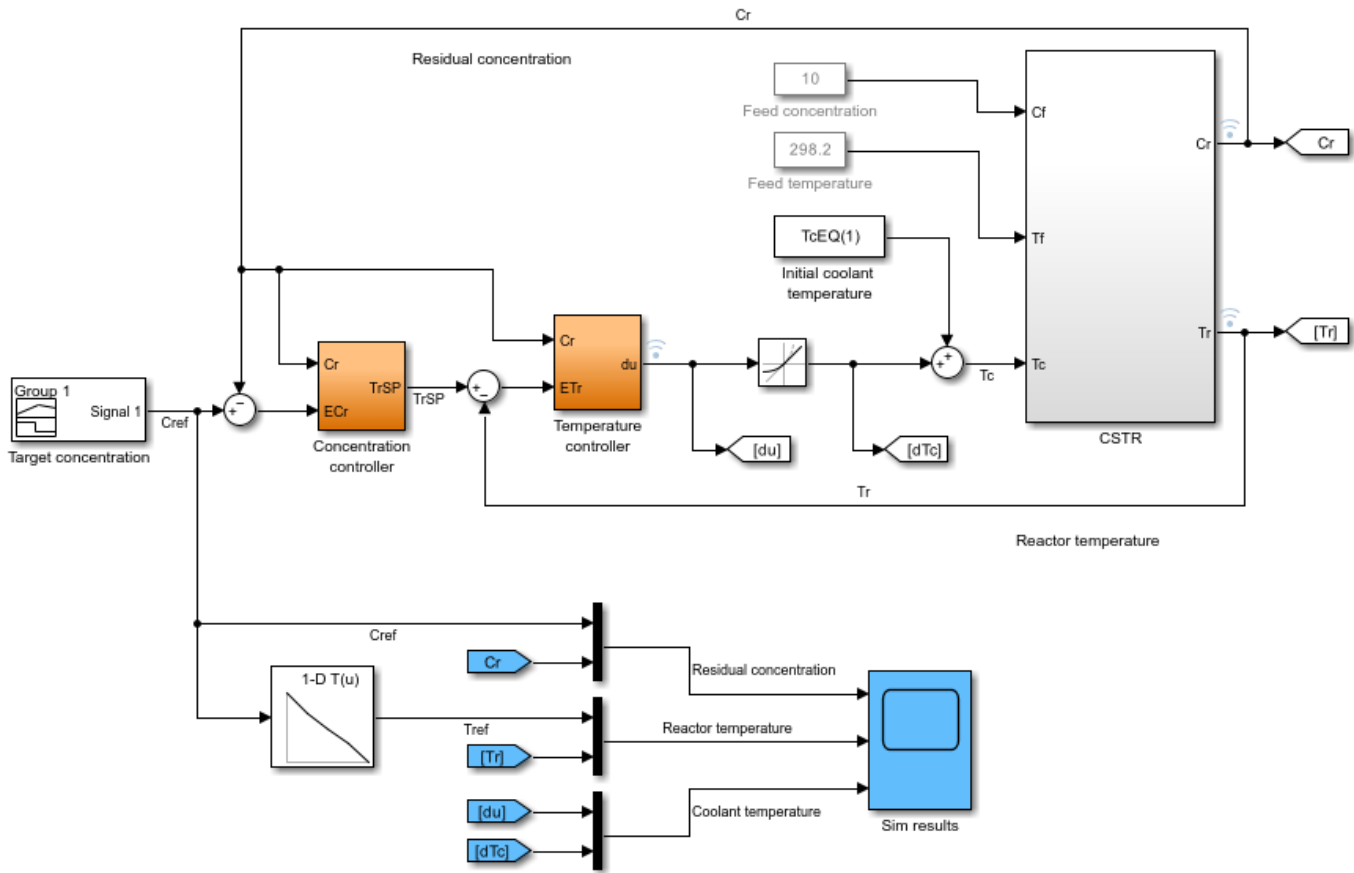 Cr
Residual concentration
10
Feed concentration
298.2
Feed temperature
TcEQ(1)
Initial coolant
temperature
Cf
Tf
Tc
Cr
Tr
CSTR
Cr
[Tr]
Group 1
Signal 1
Target concentration
Cref
+
−
Cr
ECr
TrSP
Concentration
controller
TrSP
+
−
Cr
ETr
du
Temperature
controller
[du]
[dTc]
+
+
Tc
Tr
Reactor temperature
Cref
Cr
Residual concentration
1-D T(u)
Tref
[Tr]
Reactor temperature
[du]
[dTc]
Coolant temperature
Sim results